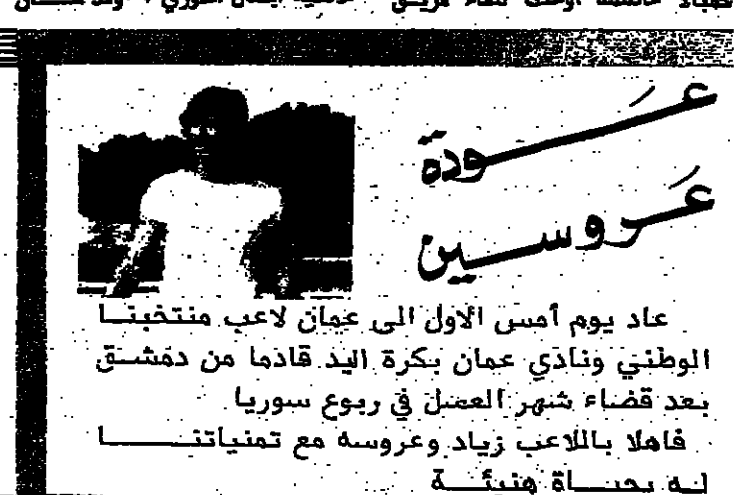 عودة
عروسين
عاد يوم أمس الاول الى عمان لاعب منتخبنا
الوطني ونادي عمان بكرة اليد قادما من دمشق
بعد قضاء شهر العسل في ربوع سوريا
فاهلا باللاعب زياد وعروسه مع تمنياتنا
له بحياة هنيئة